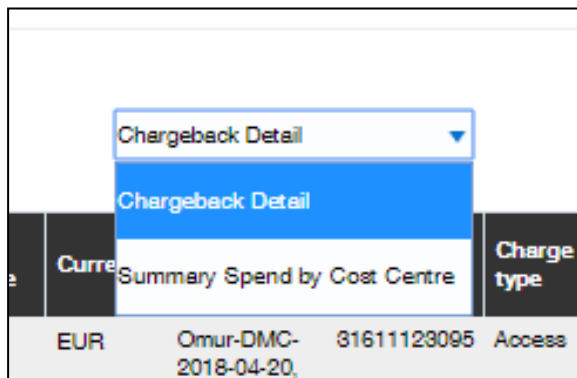 Chargeback Detail
Chargeback Detail
Summary Spend by Cost Centre
e Curre Charge
type
EUR Omur-DMC- 31611123095 Access
2018-04-20,